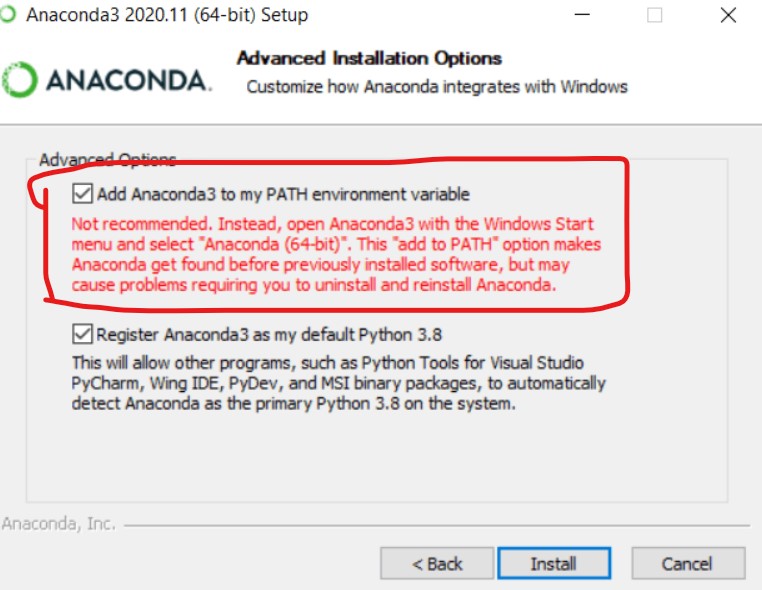 Anaconda3 2020.11 (64-bit) Setup
Advanced Installation Options
ANACONDA.
Customize how Anaconda integrates with Windows
Advanced Options
Add Anaconda3 to my PATH environment variable
Not recommended. Instead, open Anaconda3 with the Windows Start
menu and select "Anaconda (64-bit)". This "add to PATH" option makes
Anaconda get found before previously installed software, but may
cause problems requiring you to uninstall and reinstall Anaconda.
Register Anaconda3 as my default Python 3.8
This will allow other programs, such as Python Tools for Visual Studio
PyCharm, Wing IDE, PyDev, and MSI binary packages, to automatically
detect Anaconda as the primary Python 3.8 on the system.
Anaconda, Inc.
< Back
Install
Cancel